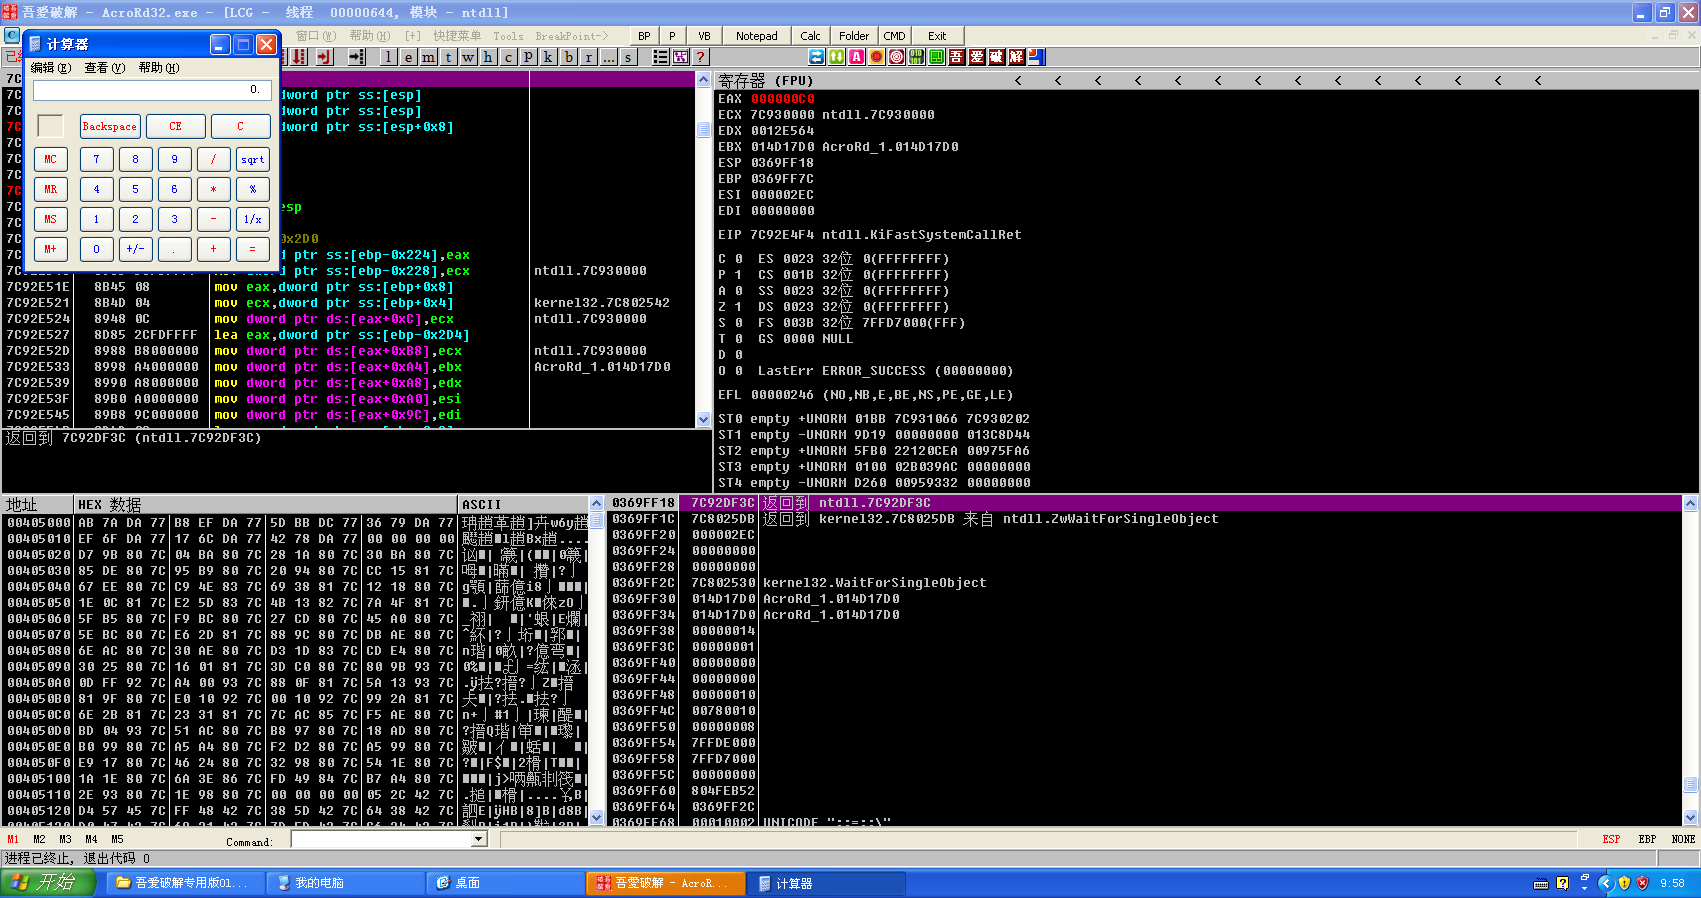 吾爱破解 - AcroRd32.exe - [LCG - 线程 00000644, 模块 - ntdll]
窗口(W) 帮助(H) [+] 快捷菜单 Tools BreakPoint-> BP P VB Notepad Calc Folder CMD Exit
l e m t w h c P k b r ... s ? 吾 爱 破 解
计算器
编辑(E) 查看(V) 帮助(H)
0.
Backspace CE C
MC 7 8 9 / sqrt
MR 4 5 6 * %
MS 1 2 3 - 1/x
M+ 0 +/- . + =
dword ptr ss:[esp]
dword ptr ss:[esp]
dword ptr ss:[esp+0x8]
esp
0x2D0
ptr ss:[ebp-0x224],eax
ptr ss:[ebp-0x228],ecx ntdll.7C930000
7C92E51E 8B45 08 mov eax,dword ptr ss:[ebp+0x8]
7C92E521 8B4D 04 mov ecx,dword ptr ss:[ebp+0x4] kernel32.7C802542
7C92E524 8948 0C mov dword ptr ds:[eax+0xC],ecx ntdll.7C930000
7C92E527 8D85 2CFDFFFF lea eax,dword ptr ss:[ebp-0x2D4]
7C92E52D 8988 B8000000 mov dword ptr ds:[eax+0xB8],ecx ntdll.7C930000
7C92E533 8998 A4000000 mov dword ptr ds:[eax+0xA4],ebx AcroRd_1.014D17D0
7C92E539 8990 A8000000 mov dword ptr ds:[eax+0xA8],edx
7C92E53F 89B0 A0000000 mov dword ptr ds:[eax+0xA0],esi
7C92E545 89B8 9C000000 mov dword ptr ds:[eax+0x9C],edi
返回到 7C92DF3C (ntdll.7C92DF3C)
寄存器 (FPU) < < < < < < < < < < < < < <
EAX 000000C0
ECX 7C930000 ntdll.7C930000
EDX 0012E564
EBX 014D17D0 AcroRd_1.014D17D0
ESP 0369FF18
EBP 0369FF7C
ESI 000002EC
EDI 00000000
EIP 7C92E4F4 ntdll.KiFastSystemCallRet
C 0 ES 0023 32位 0(FFFFFFFF)
P 1 CS 001B 32位 0(FFFFFFFF)
A 0 SS 0023 32位 0(FFFFFFFF)
Z 1 DS 0023 32位 0(FFFFFFFF)
S 0 FS 003B 32位 7FFD7000(FFF)
T 0 GS 0000 NULL
D 0
O 0 LastErr ERROR_SUCCESS (00000000)
EFL 00000246 (NO,NB,E,BE,NS,PE,GE,LE)
ST0 empty +UNORM 01BB 7C931066 7C930202
ST1 empty -UNORM 9D19 00000000 013C8D44
ST2 empty +UNORM 5FB0 22120CEA 00975FA6
ST3 empty +UNORM 0100 02B039AC 00000000
ST4 empty -UNORM D260 00959332 00000000
地址 HEX 数据 ASCII
00405000 AB 7A DA 77 B8 EF DA 77 5D BB DC 77 36 79 DA 77
00405010 EF 6F DA 77 17 6C DA 77 42 78 DA 77 00 00 00 00
00405020 D7 9B 80 7C 04 BA 80 7C 28 1A 80 7C 30 BA 80 7C
00405030 85 DE 80 7C 95 B9 80 7C 20 94 80 7C CC 15 81 7C
00405040 67 EE 80 7C C9 4E 83 7C 69 38 81 7C 12 18 80 7C
00405050 1E 0C 81 7C E2 5D 83 7C 4B 13 82 7C 7A 4F 81 7C
00405060 5F B5 80 7C F9 BC 80 7C 27 CD 80 7C 45 A0 80 7C
00405070 5E BC 80 7C E6 2D 81 7C 88 9C 80 7C DB AE 80 7C
00405080 6E AC 80 7C 30 AE 80 7C D3 1D 83 7C CD E4 80 7C
00405090 30 25 80 7C 16 01 81 7C 3D C0 80 7C 80 9B 93 7C
004050A0 0D FF 92 7C A4 00 93 7C 88 0F 81 7C 5A 13 93 7C
004050B0 81 9F 80 7C E0 10 92 7C 00 10 92 7C 99 2A 81 7C
004050C0 6E 2B 81 7C 23 31 81 7C 7C AC 85 7C F5 AE 80 7C
004050D0 BD 04 93 7C 51 AC 80 7C B8 97 80 7C 18 AD 80 7C
004050E0 B0 99 80 7C A5 A4 80 7C F2 D2 80 7C A5 99 80 7C
004050F0 E9 17 80 7C 46 24 80 7C 32 98 80 7C 54 1E 80 7C
00405100 1A 1E 80 7C 6A 3E 86 7C FD 49 84 7C B7 A4 80 7C
00405110 2E 93 80 7C 1E 98 80 7C 00 00 00 00 05 2C 42 7C
00405120 D4 57 45 7C FF 48 42 7C 38 5D 42 7C 64 38 42 7C
0369FF18 7C92DF3C 返回到 ntdll.7C92DF3C
0369FF1C 7C8025DB 返回到 kernel32.7C8025DB 来自 ntdll.ZwWaitForSingleObject
0369FF20 000002EC
0369FF24 00000000
0369FF28 00000000
0369FF2C 7C802530 kernel32.WaitForSingleObject
0369FF30 014D17D0 AcroRd_1.014D17D0
0369FF34 014D17D0 AcroRd_1.014D17D0
0369FF38 00000014
0369FF3C 00000001
0369FF40 00000000
0369FF44 00000000
0369FF48 00000010
0369FF4C 00780010
0369FF50 00000008
0369FF54 7FFDE000
0369FF58 7FFD7000
0369FF5C 00000000
0369FF60 804FEB52
0369FF64 0369FF2C
0369FF68 00010002 UNICODE "::=::\"
M1 M2 M3 M4 M5 Command: ESP EBP NONE
进程已终止, 退出代码 0
开始 吾爱破解专用版01... 我的电脑 桌面 吾爱破解 - AcroR... 计算器 9:58